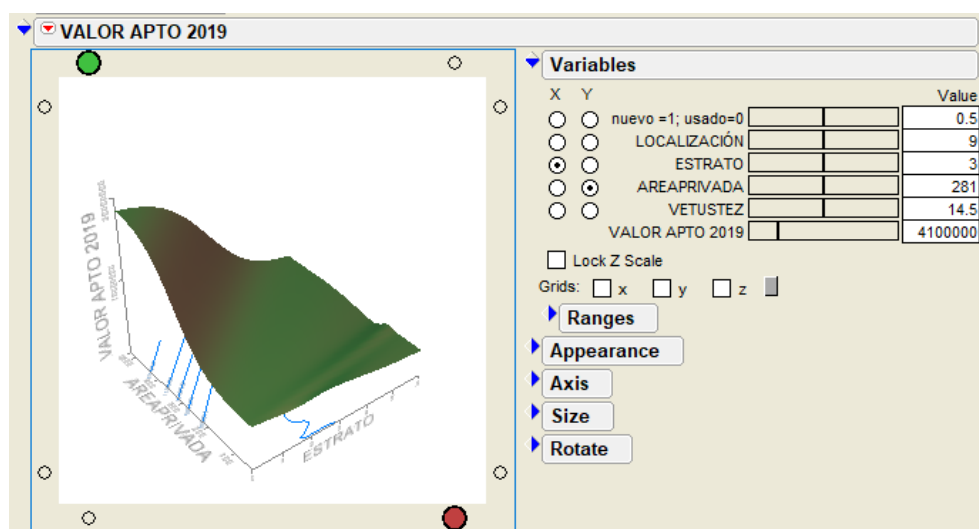 VALOR APTO 2019
Variables
X Y Value
nuevo =1; usado=0 0.5
LOCALIZACIÓN 9
ESTRATO 3
AREAPRIVADA 281
VETUSTEZ 14.5
VALOR APTO 2019 4100000
Lock Z Scale
Grids: x y z
Ranges
Appearance
Axis
Size
Rotate
VALOR APTO 2019
AREAPRIVADA
ESTRATO